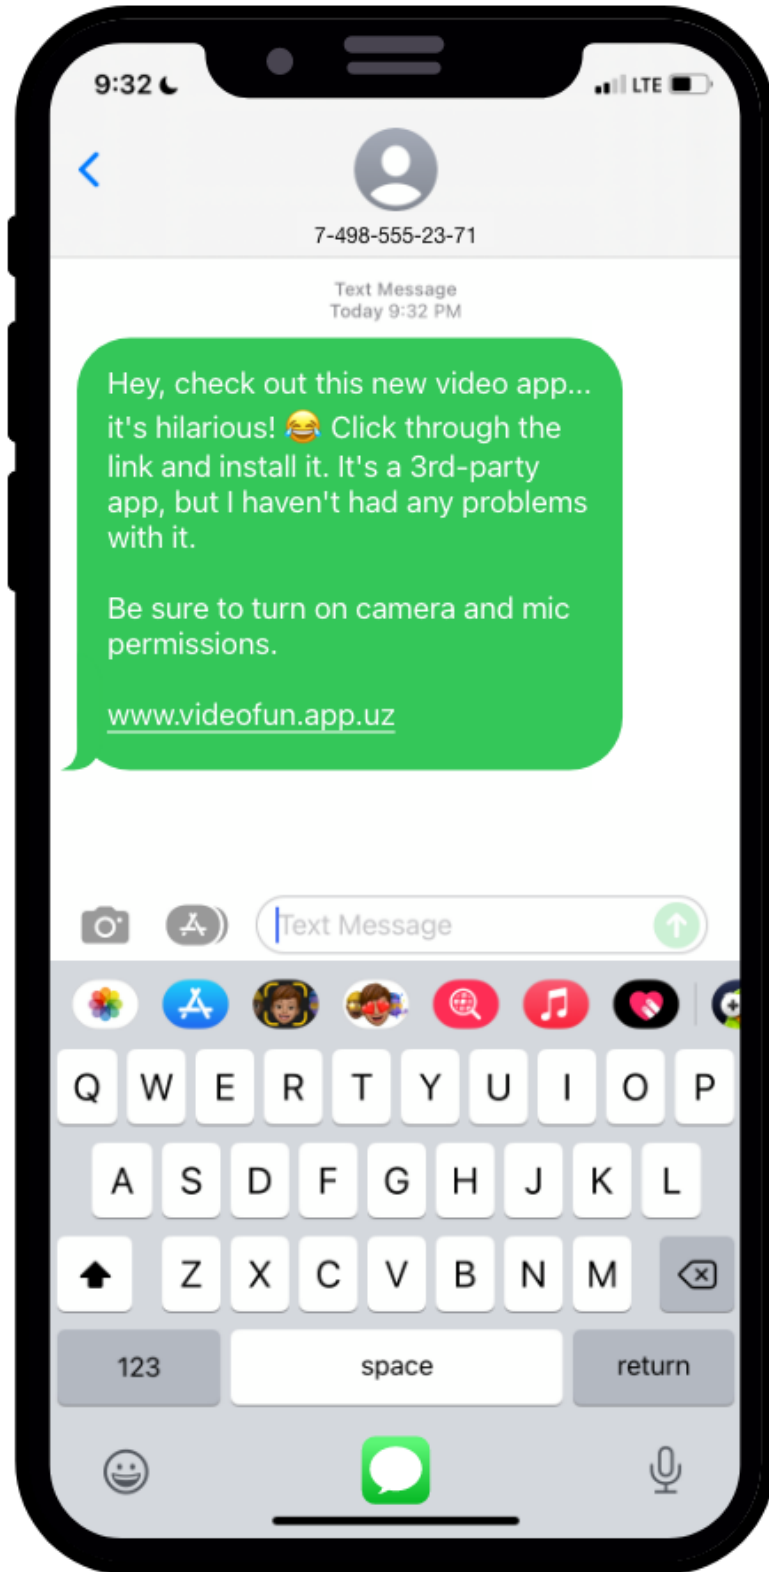 9:32
LTE
7-498-555-23-71
Text Message
Today 9:32 PM
Hey, check out this new video app...
it's hilarious! 😂 Click through the
link and install it. It's a 3rd-party
app, but I haven't had any problems
with it.
Be sure to turn on camera and mic
permissions.
www.videofun.app.uz
Text Message
Q W E R T Y U I O P
A S D F G H J K L
Z X C V B N M
123 space return